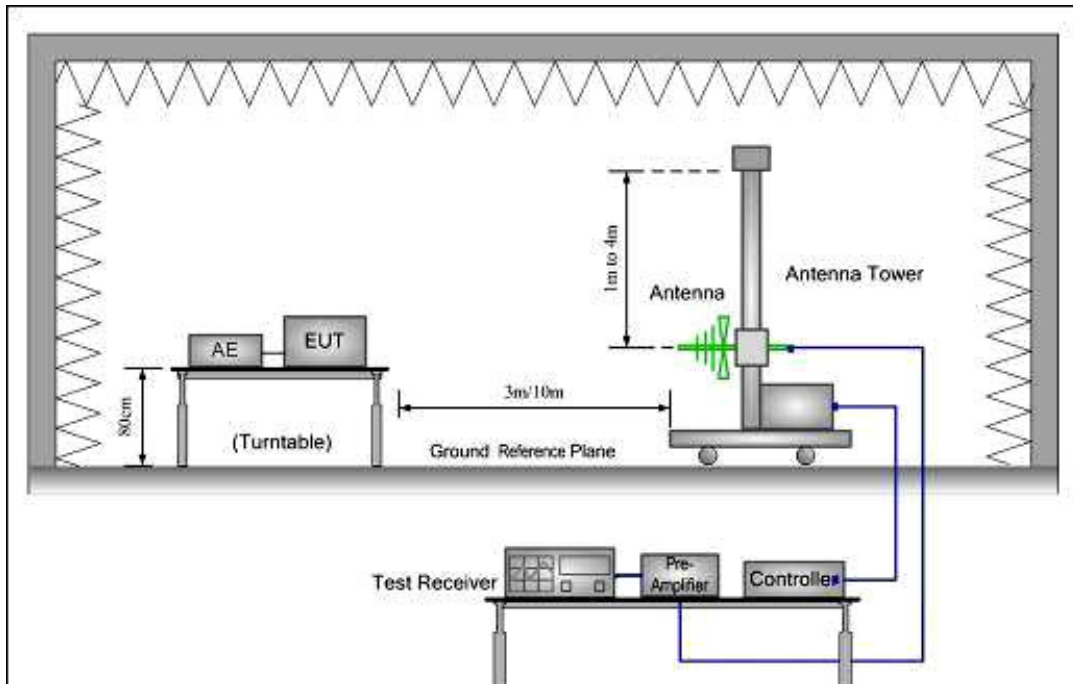 1m to 4m
Antenna Tower
Antenna
AE
EUT
80cm
3m/10m
(Turntable)
Ground Reference Plane
Test Receiver
Pre-
Amplifier
Controller